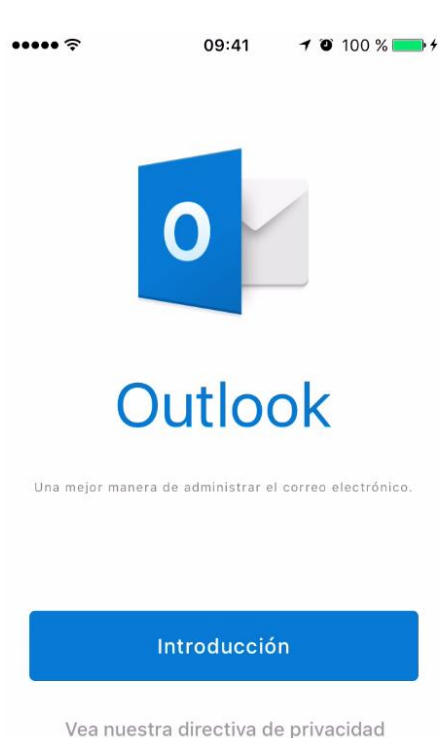 09:41 100 %
O
Outlook
Una mejor manera de administrar el correo electrónico.
Introducción
Vea nuestra directiva de privacidad